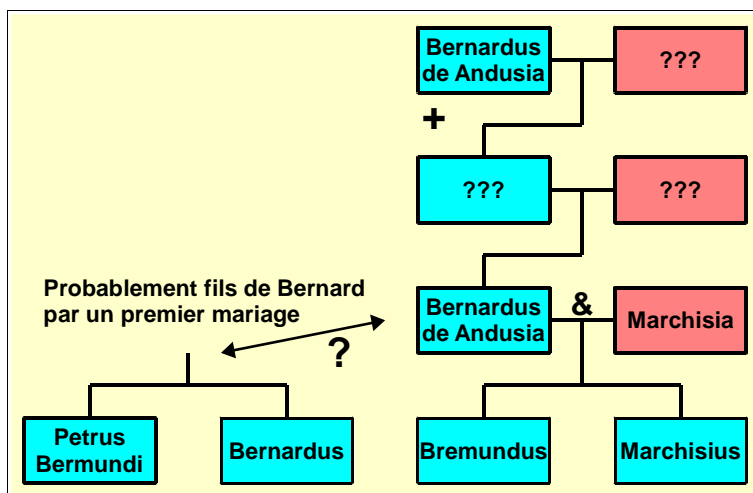 Bernardus
de Andusia
???
+
???
???
Probablement fils de Bernard
par un premier mariage
?
Bernardus
de Andusia
&
Marchisia
Petrus
Bermundi
Bernardus
Bremundus
Marchisius